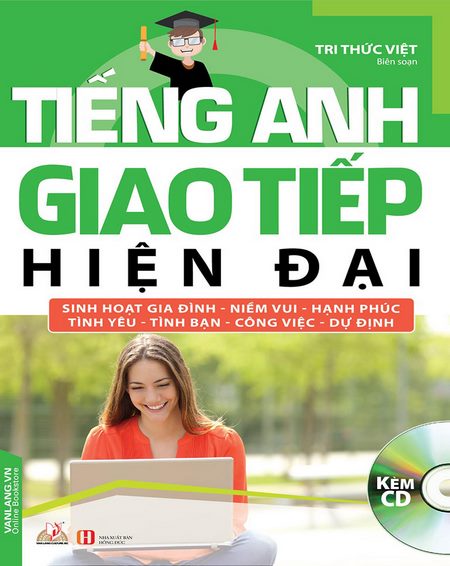 TRI THỨC VIỆT
Biên soạn
TIẾNG ANH
GIAO TIẾP
HIỆN ĐẠI
SINH HOẠT GIA ĐÌNH - NIỀM VUI - HẠNH PHÚC
TÌNH YÊU - TÌNH BẠN - CÔNG VIỆC - DỰ ĐỊNH
KÈM
CD
VANLANG.VN
Online Bookstore
NHÀ XUẤT BẢN
HỒNG ĐỨC